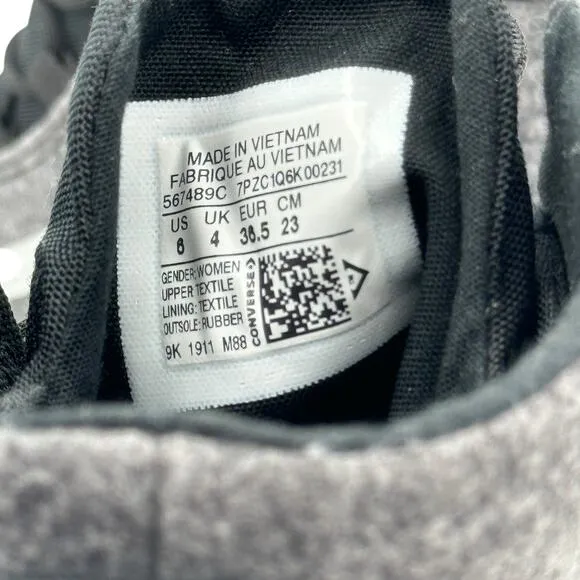 MADE IN VIETNAM
FABRIQUE AU VIETNAM
567489C 7PZC1Q6K00231
US UK EUR CM
6 4 36.5 23
GENDER: WOMEN
UPPER: TEXTILE
LINING: TEXTILE
OUTSOLE: RUBBER
9K 1911 M88
CONVERSE